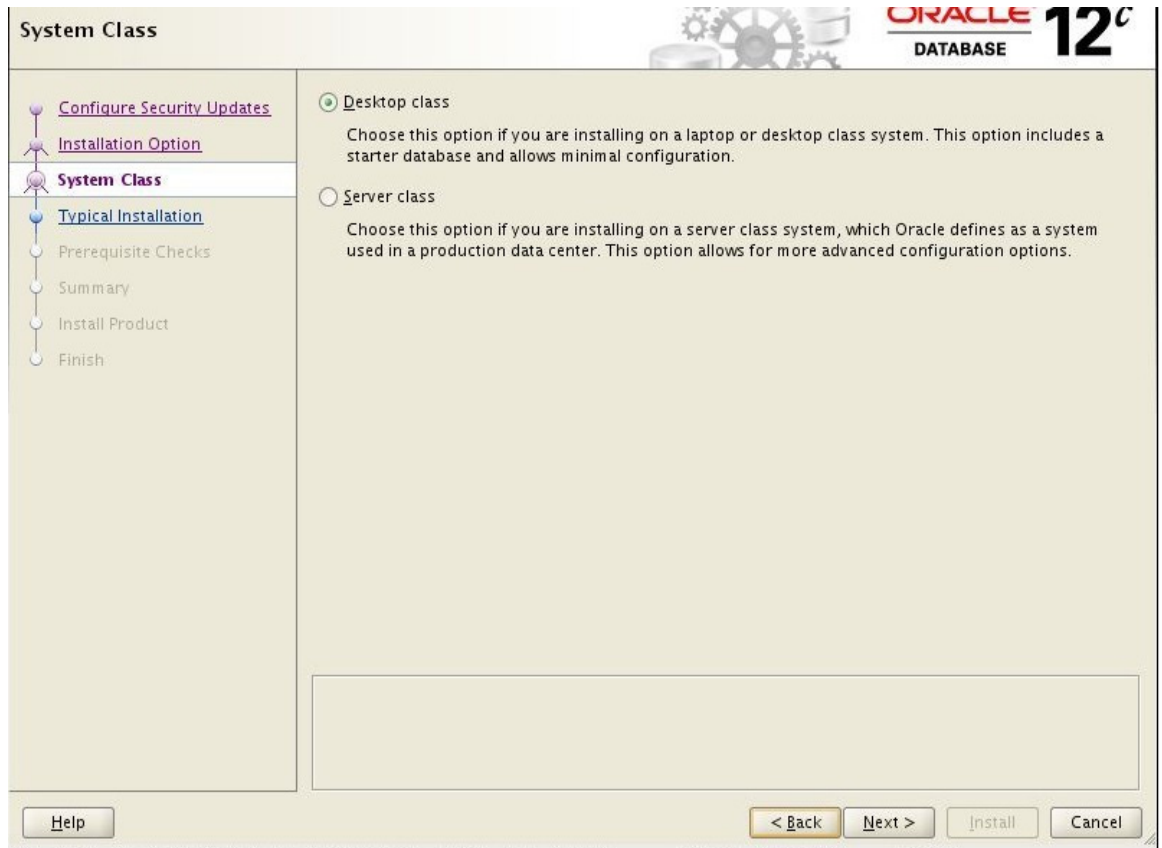 System Class
ORACLE
DATABASE
12c
Configure Security Updates
Installation Option
System Class
Typical Installation
Prerequisite Checks
Summary
Install Product
Finish
Desktop class
Choose this option if you are installing on a laptop or desktop class system. This option includes a
starter database and allows minimal configuration.
Server class
Choose this option if you are installing on a server class system, which Oracle defines as a system
used in a production data center. This option allows for more advanced configuration options.
Help
< Back
Next >
Install
Cancel